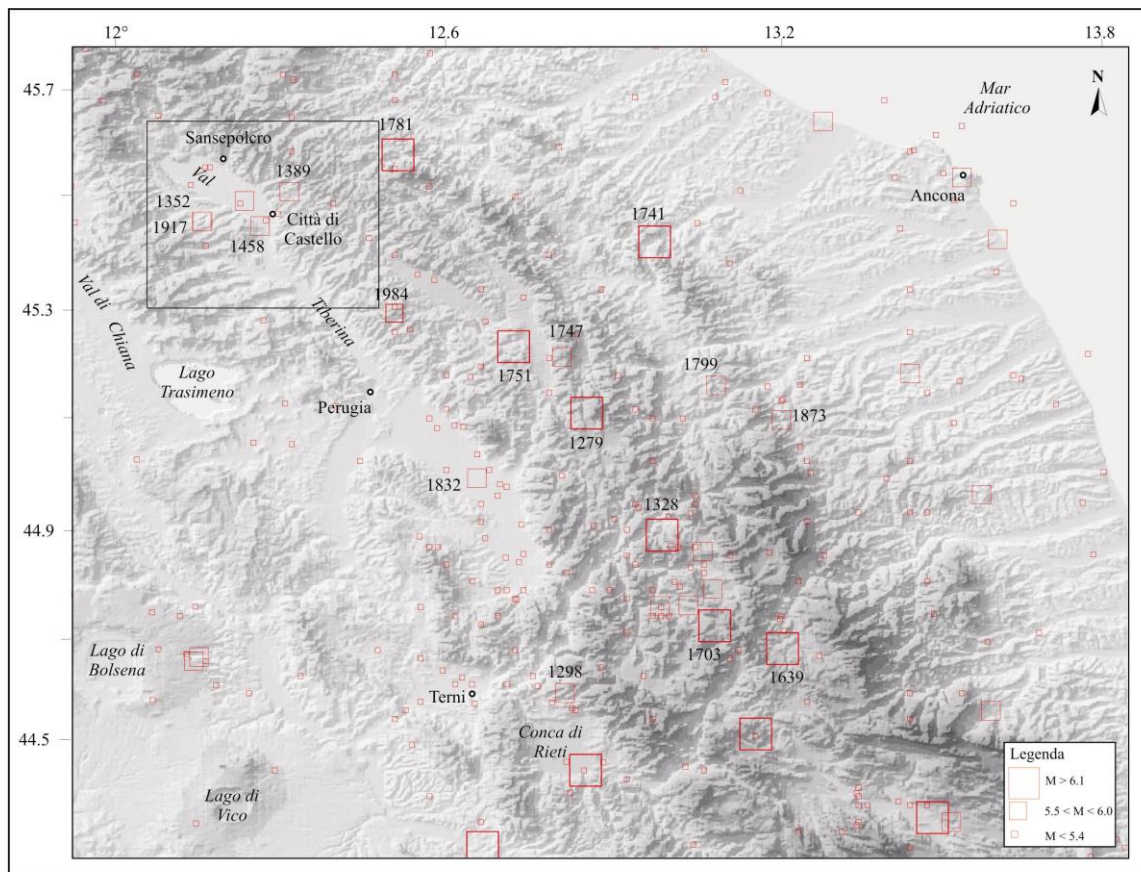 12°
12.6
13.2
13.8
45.7
Mar
Adriatico
N
Sansepolcro
1781
Val
1389
1352
1917
1458
Città di
Castello
Ancona
1741
45.3
Val di
Chiana
Tiberina
1984
1747
1751
1799
Lago
Trasimeno
Perugia
1279
1873
1832
1328
44.9
Lago di
Bolsena
1703
1639
1298
Terni
44.5
Conca di
Rieti
Lago di
Vico
Legenda
M > 6.1
5.5 < M < 6.0
M < 5.4